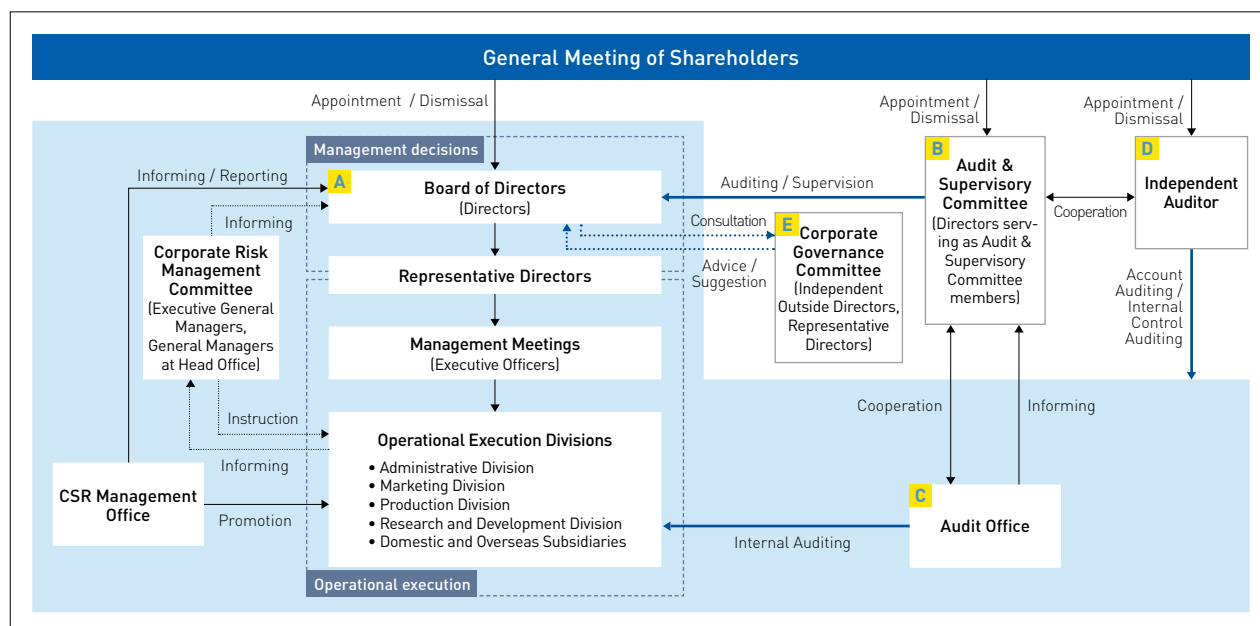 General Meeting of Shareholders
Appointment / Dismissal
Appointment /
Dismissal
Appointment /
Dismissal
Management decisions
A
Board of Directors
(Directors)
Informing / Reporting
Informing
Auditing / Supervision
B
Audit &
Supervisory
Committee
(Directors serv-
ing as Audit &
Supervisory
Committee
members)
Cooperation
D
Independent
Auditor
Consultation
Advice /
Suggestion
E
Corporate
Governance
Committee
(Independent
Outside Directors,
Representative
Directors)
Account
Auditing /
Internal
Control
Auditing
Corporate Risk
Management
Committee
(Executive General
Managers,
General Managers
at Head Office)
Representative Directors
Management Meetings
(Executive Officers)
Instruction
Informing
Operational Execution Divisions
• Administrative Division
• Marketing Division
• Production Division
• Research and Development Division
• Domestic and Overseas Subsidiaries
Cooperation
Informing
CSR Management
Office
Promotion
C
Audit Office
Internal Auditing
Operational execution